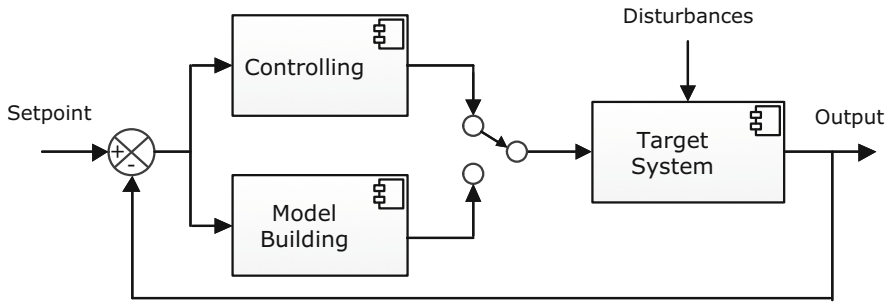 Disturbances
Controlling
Setpoint
+
-
Target
System
Output
Model
Building